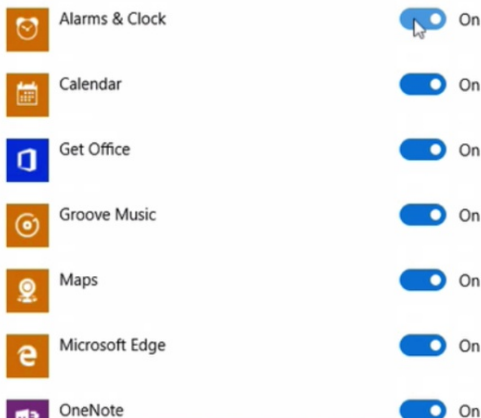 Alarms & Clock On
Calendar On
Get Office On
Groove Music On
Maps On
Microsoft Edge On
OneNote On